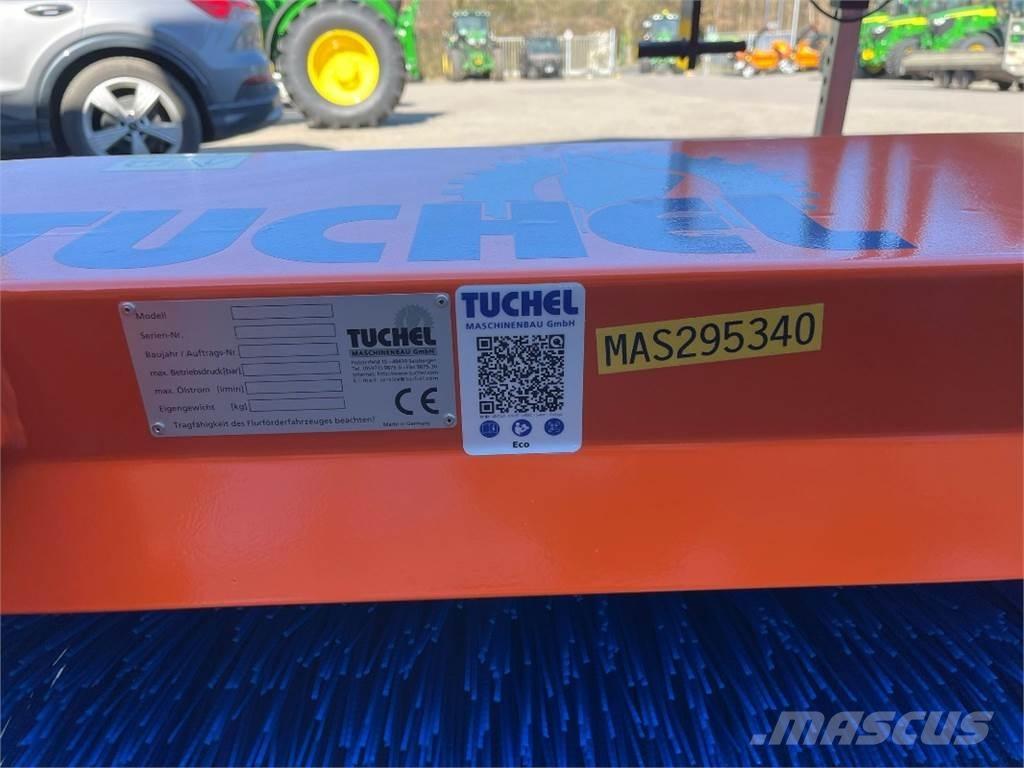 TUCHEL
Modell
Serien-Nr.
Baujahr / Auftrags-Nr.
max. Betriebsdruck[bar]
max. Ölstrom [l/min]
Eigengewicht [kg]
Tragfähigkeit des Flurförderfahrzeuges beachten!
TUCHEL
MASCHINENBAU GmbH
CE
Made in Germany
TUCHEL
MASCHINENBAU GmbH
Eco
MAS295340
MASCUS